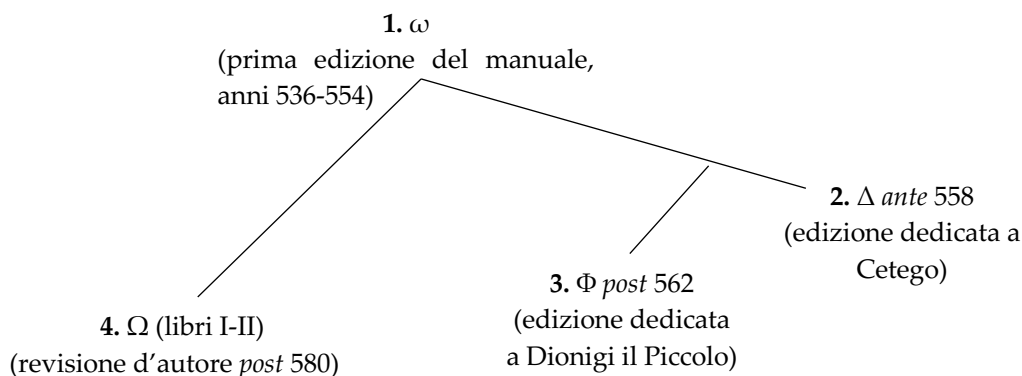 1. ω
(prima edizione del manuale,
anni 536-554)
2. Δ ante 558
(edizione dedicata a
Cetego)
3. Φ post 562
(edizione dedicata
a Dionigi il Piccolo)
4. Ω (libri I-II)
(revisione d’autore post 580)